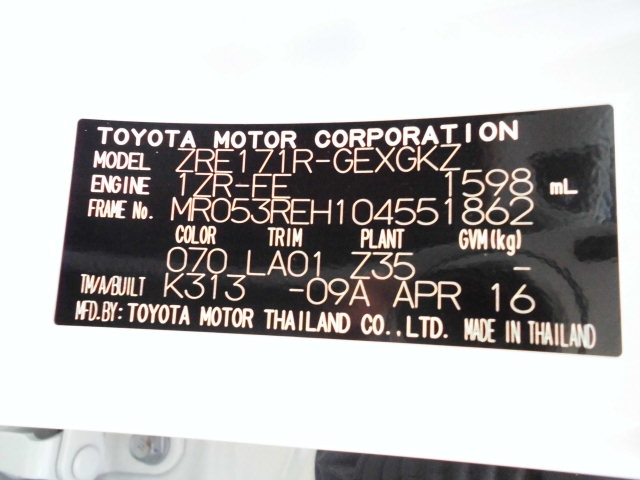 TOYOTA MOTOR CORPORATION
MODEL ZRE171R-GEXGKZ
ENGINE 1ZR-FE 1598 mL
FRAME No. MR053REH104551862
COLOR TRIM PLANT GVM(kg)
070 LA01 Z35 -
TM/A/BUILT K313 -09A APR 16
MFD.BY: TOYOTA MOTOR THAILAND CO.,LTD. MADE IN THAILAND